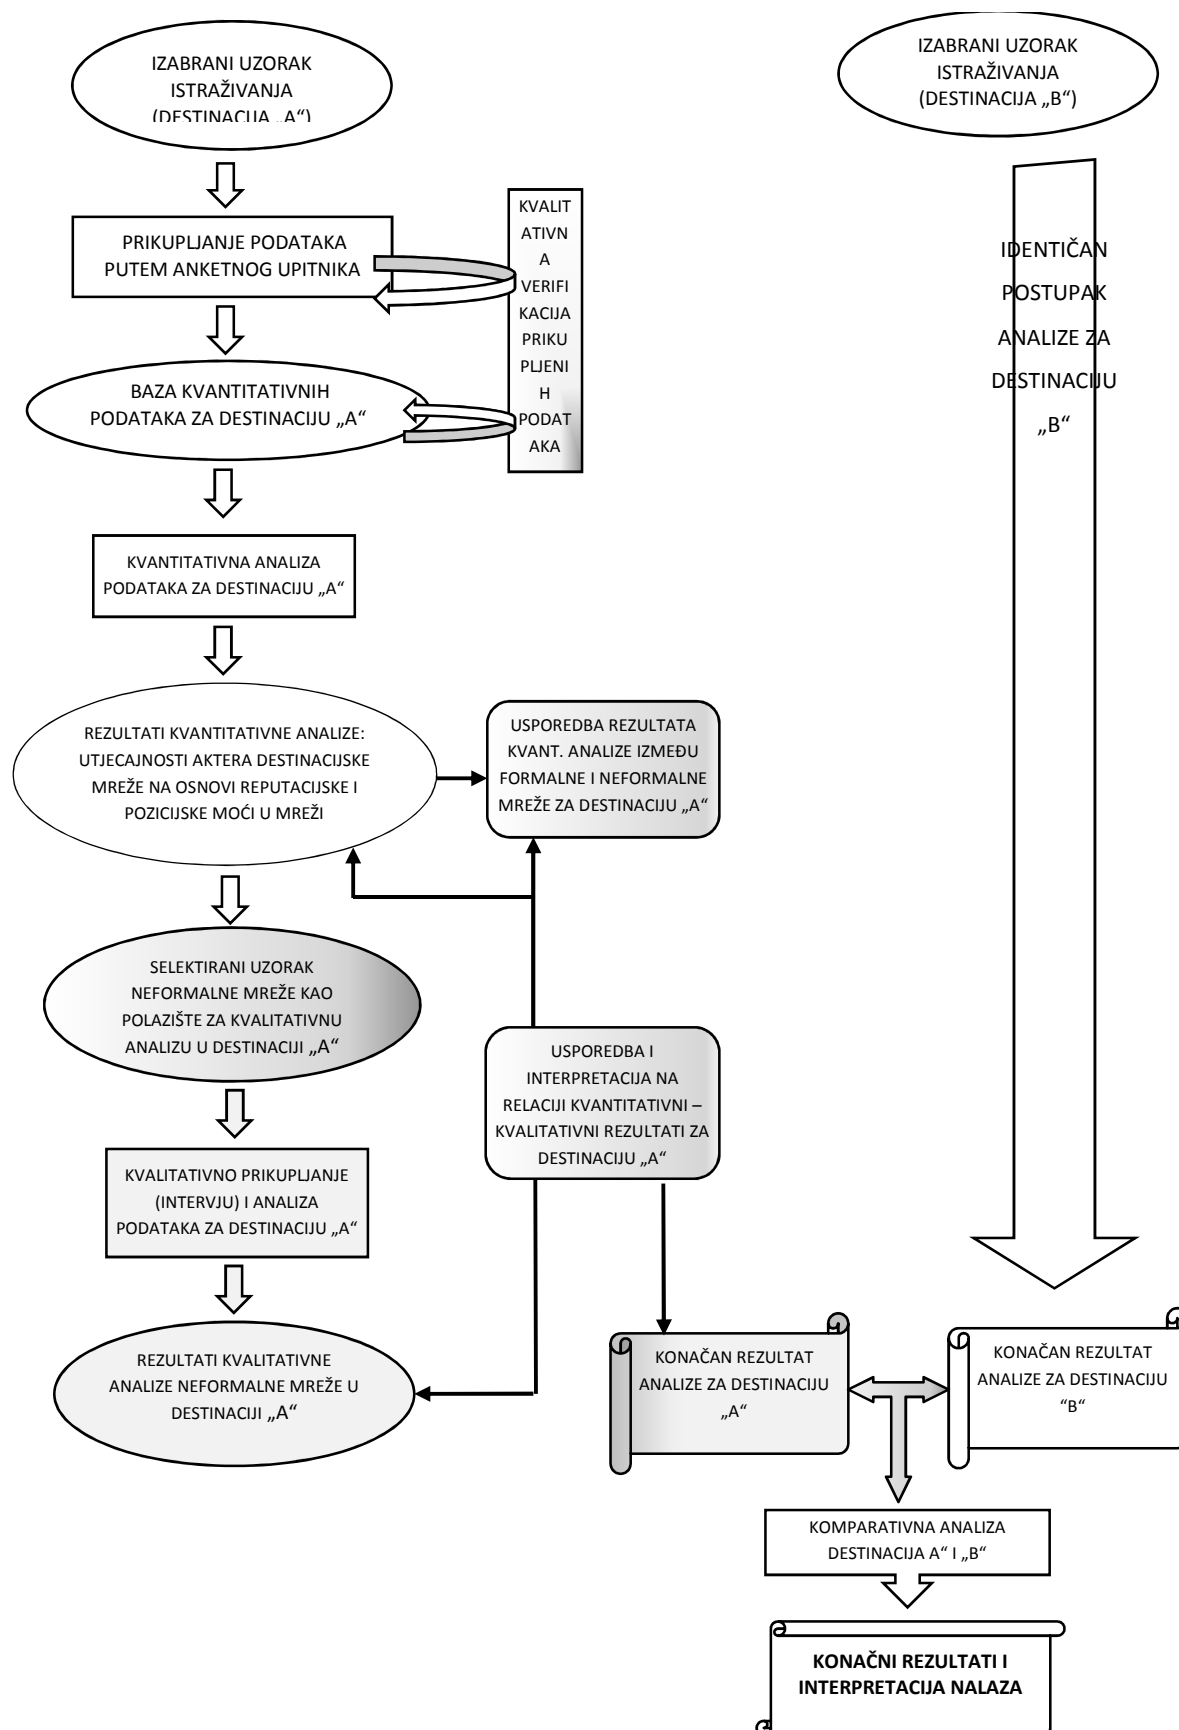 IZABRANI UZORAK
ISTRAŽIVANJA
(DESTINACIJA „A“)
PRIKUPLJANJE PODATAKA
PUTEM ANKETNOG UPITNIKA
KVALIT
ATIVN
A
VERIFI
KACIJA
PRIKU
PLJENI
H
PODAT
AKA
BAZA KVANTITATIVNIH
PODATAKA ZA DESTINACIJU „A“
KVANTITATIVNA ANALIZA
PODATAKA ZA DESTINACIJU „A“
REZULTATI KVANTITATIVNE ANALIZE:
UTJECAJNOSTI AKTERA DESTINACIJSKE
MREŽE NA OSNOVI REPUTACIJSKE I
POZICIJSKE MOĆI U MREŽI
USPOREDBA REZULTATA
KVANT. ANALIZE IZMEĐU
FORMALNE I NEFORMALNE
MREŽE ZA DESTINACIJU „A“
SELEKTIRANI UZORAK
NEFORMALNE MREŽE KAO
POLAZIŠTE ZA KVALITATIVNU
ANALIZU U DESTINACIJI „A“
USPOREDBA I
INTERPRETACIJA NA
RELACIJI KVANTITATIVNI –
KVALITATIVNI REZULTATI ZA
DESTINACIJU „A“
KVALITATIVNO PRIKUPLJANJE
(INTERVJU) I ANALIZA
PODATAKA ZA DESTINACIJU „A“
REZULTATI KVALITATIVNE
ANALIZE NEFORMALNE MREŽE U
DESTINACIJI „A“
IZABRANI UZORAK
ISTRAŽIVANJA
(DESTINACIJA „B“)
IDENTIČAN
POSTUPAK
ANALIZE ZA
DESTINACIJU
„B“
KONAČAN REZULTAT
ANALIZE ZA DESTINACIJU
„A“
KONAČAN REZULTAT
ANALIZE ZA DESTINACIJU
“B“
KOMPARATIVNA ANALIZA
DESTINACIJA A“ I „B“
KONAČNI REZULTATI I
INTERPRETACIJA NALAZA